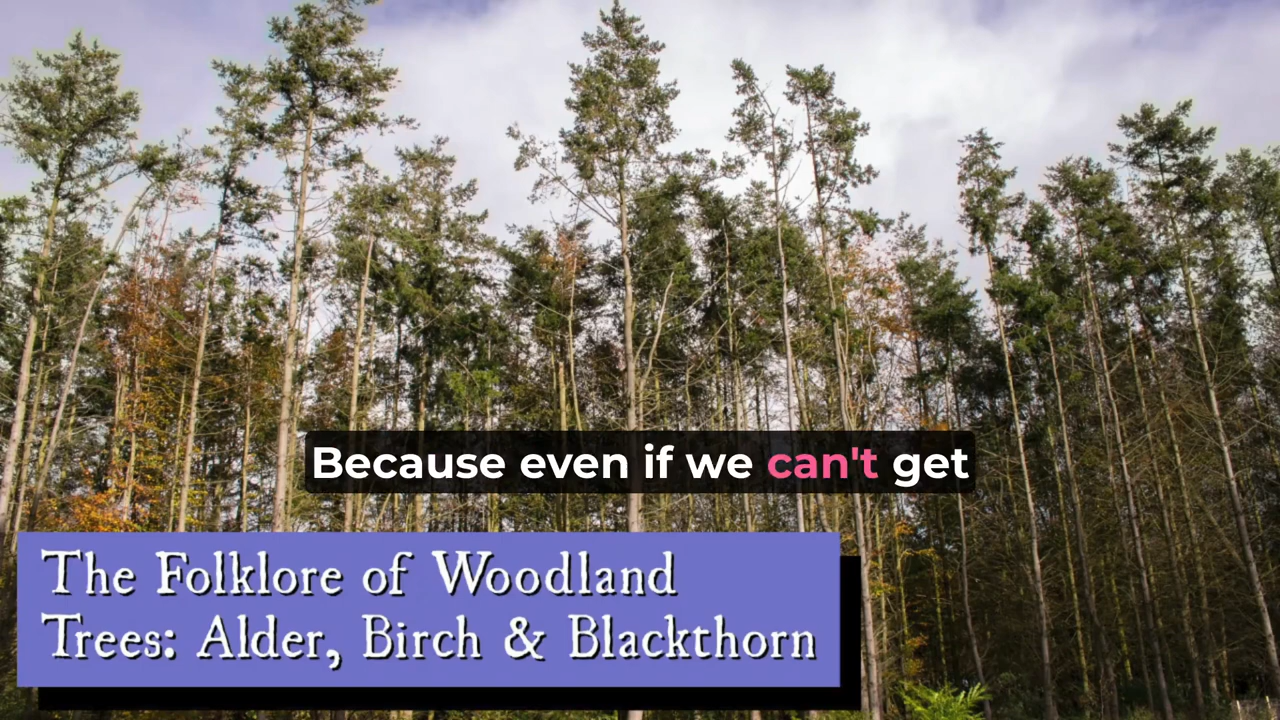 Because even if we can't get
The Folklore of Woodland
Trees: Alder, Birch & Blackthorn